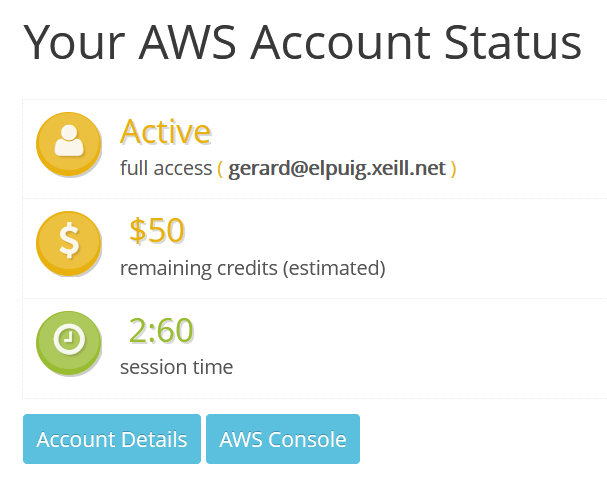 Your AWS Account Status
Active
full access ( gerard@elpuig.xeill.net )
$
$50
remaining credits (estimated)
2:60
session time
Account Details
AWS Console